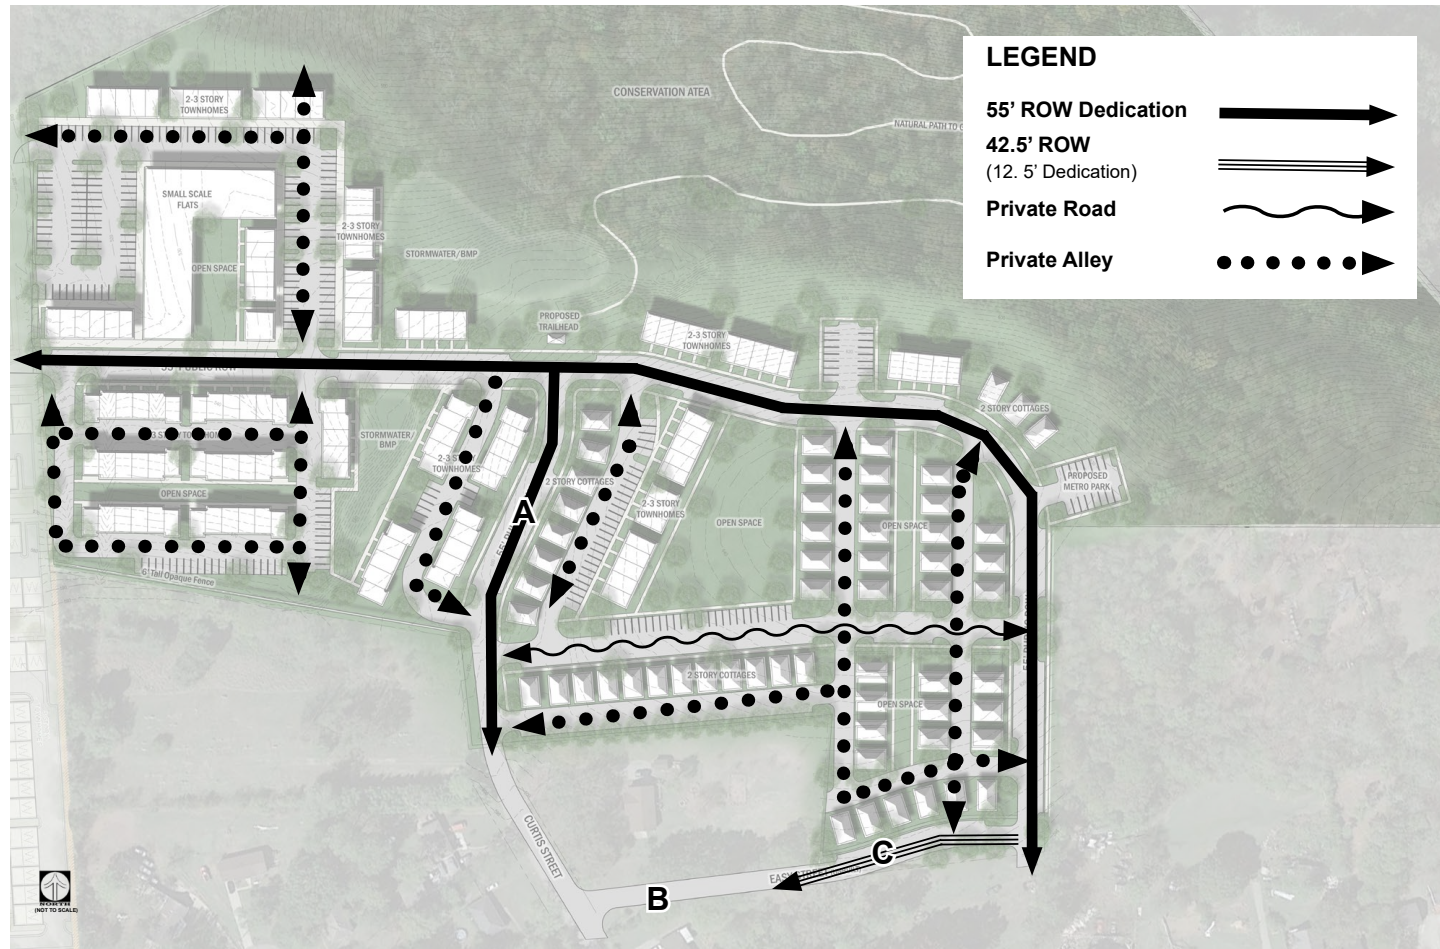 LEGEND
55’ ROW Dedication
42.5’ ROW
(12. 5’ Dedication)
Private Road
Private Alley
CONSERVATION ATEA
NATURAL PATH TO
2-3 STORY
TOWNHOMES
SMALL SCALE
FLATS
OPEN SPACE
2-3 STORY
TOWNHOMES
STORMWATER/BMP
PROPOSED
TRAILHEAD
2-3 STORY
TOWNHOMES
2 STORY COTTAGES
PROPOSED
METRO PARK
55' PUBLIC ROW
STORMWATER/
BMP
2-3 STORY
TOWNHOMES
OPEN SPACE
6' Tall Opaque Fence
A
2 STORY COTTAGES
2-3 STORY
TOWNHOMES
OPEN SPACE
OPEN SPACE
2 STORY COTTAGES
OPEN SPACE
CURTIS STREET
C
B
NORTH
(NOT TO SCALE)